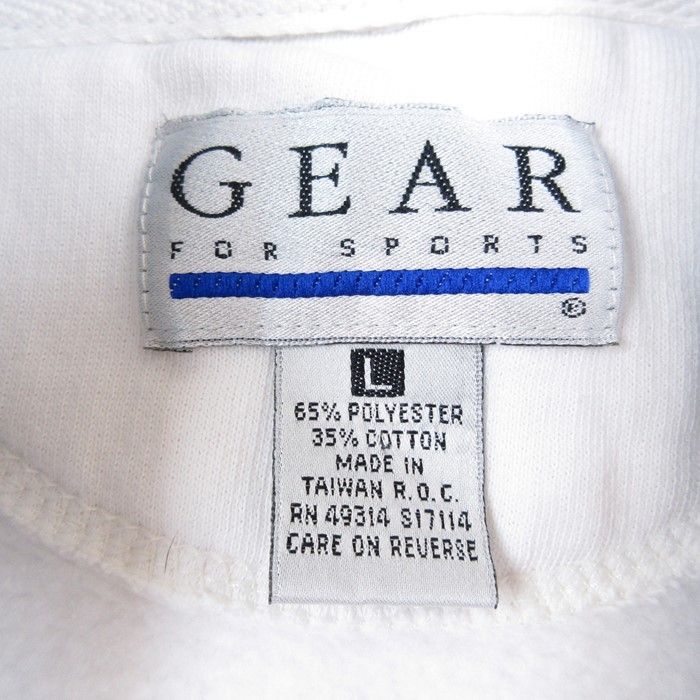 GEAR
FOR SPORTS
®
L
65% POLYESTER
35% COTTON
MADE IN
TAIWAN R.O.C.
RN 49314 S17114
CARE ON REVERSE